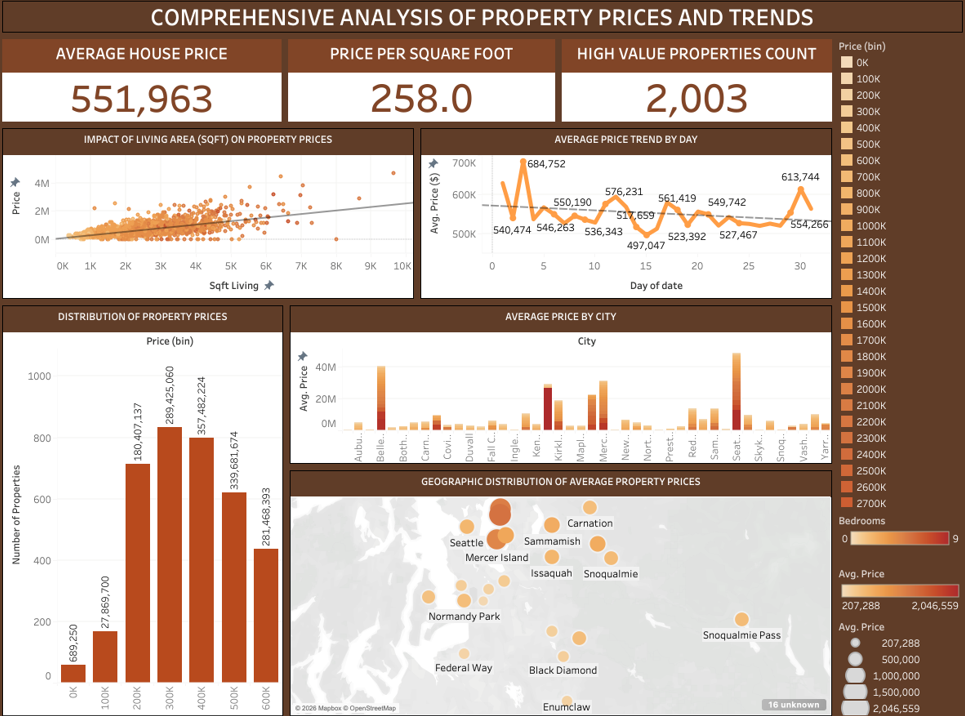 COMPREHENSIVE ANALYSIS OF PROPERTY PRICES AND TRENDS
AVERAGE HOUSE PRICE
551,963
PRICE PER SQUARE FOOT
258.0
HIGH VALUE PROPERTIES COUNT
2,003
IMPACT OF LIVING AREA (SQFT) ON PROPERTY PRICES
Price
4M
2M
0M
0K 1K 2K 3K 4K 5K 6K 7K 8K 9K 10K
Sqft Living
AVERAGE PRICE TREND BY DAY
Avg. Price ($)
700K
600K
500K
684,752
613,744
576,231
550,190
561,419
549,742
517,659
540,474
546,263
536,343
523,392
527,467
554,266
497,047
0 5 10 15 20 25 30
Day of date
DISTRIBUTION OF PROPERTY PRICES
Price (bin)
Number of Properties
1000
800
600
400
200
0
689,250
27,869,700
180,407,137
289,425,060
357,482,224
339,681,674
281,468,393
0K 100K 200K 300K 400K 500K 600K
AVERAGE PRICE BY CITY
City
Avg. Price
40M
20M
0M
Aubu.. Belle.. Both.. Carn.. Covi.. Duvall Fall C.. Ingle.. Ken.. Kirkl.. Mapl.. Merc.. New.. Nort.. Prest.. Red.. Sam.. Seat.. Skyk.. Snoq.. Vash.. Yarr..
GEOGRAPHIC DISTRIBUTION OF AVERAGE PROPERTY PRICES
Carnation
Seattle
Sammamish
Mercer Island
Issaquah
Snoqualmie
Normandy Park
Snoqualmie Pass
Federal Way
Black Diamond
Enumclaw
© 2026 Mapbox © OpenStreetMap
16 unknown
Price (bin)
0K
100K
200K
300K
400K
500K
600K
700K
800K
900K
1000K
1100K
1200K
1300K
1400K
1500K
1600K
1700K
1800K
1900K
2000K
2100K
2200K
2300K
2400K
2500K
2600K
2700K
Bedrooms
0 9
Avg. Price
207,288 2,046,559
Avg. Price
207,288
500,000
1,000,000
1,500,000
2,046,559